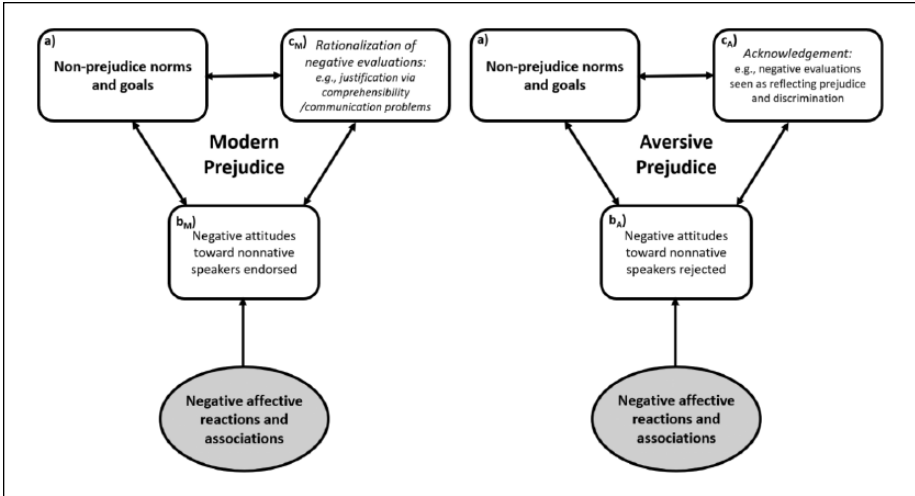 a)
Non-prejudice norms
and goals
cM)
Rationalization of
negative evaluations:
e.g., justification via
comprehensibility
/communication problems
Modern
Prejudice
bM)
Negative attitudes
toward nonnative
speakers endorsed
Negative affective
reactions and
associations
a)
Non-prejudice norms
and goals
cA)
Acknowledgement:
e.g., negative evaluations
seen as reflecting prejudice
and discrimination
Aversive
Prejudice
bA)
Negative attitudes
toward nonnative
speakers rejected
Negative affective
reactions and
associations